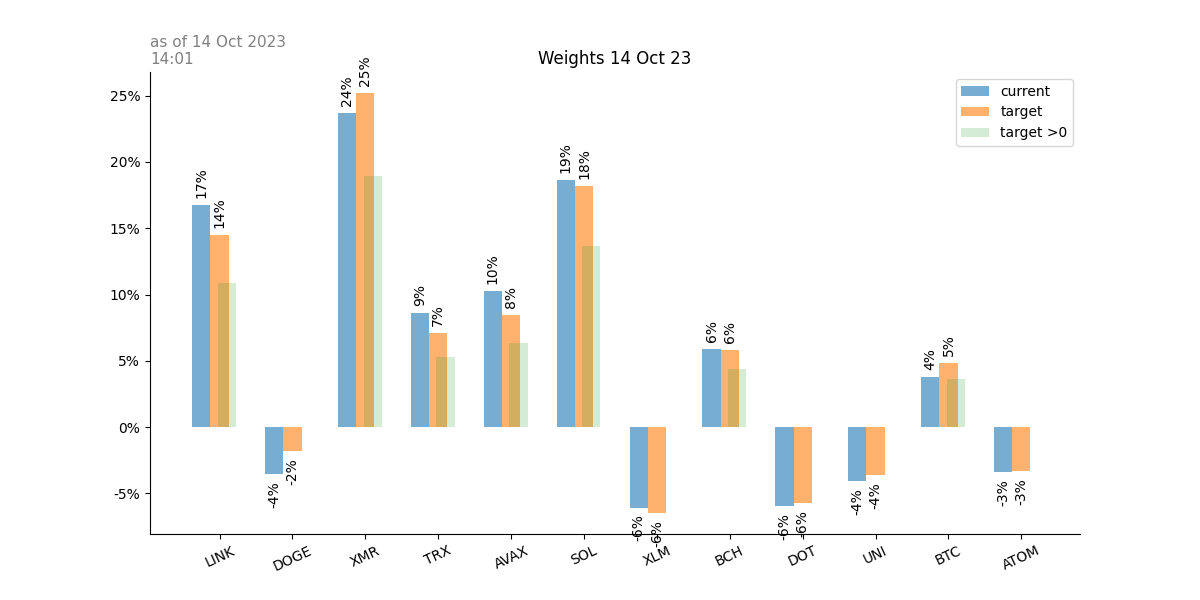 as of 14 Oct 2023
14:01
Weights 14 Oct 23
current
target
target >0
25%
20%
15%
10%
5%
0%
-5%
17%
14%
-4%
-2%
24%
25%
9%
7%
10%
8%
19%
18%
-6%
-6%
6%
6%
-6%
-6%
-4%
-4%
4%
5%
-3%
-3%
LINK
DOGE
XMR
TRX
AVAX
SOL
XLM
BCH
DOT
UNI
BTC
ATOM